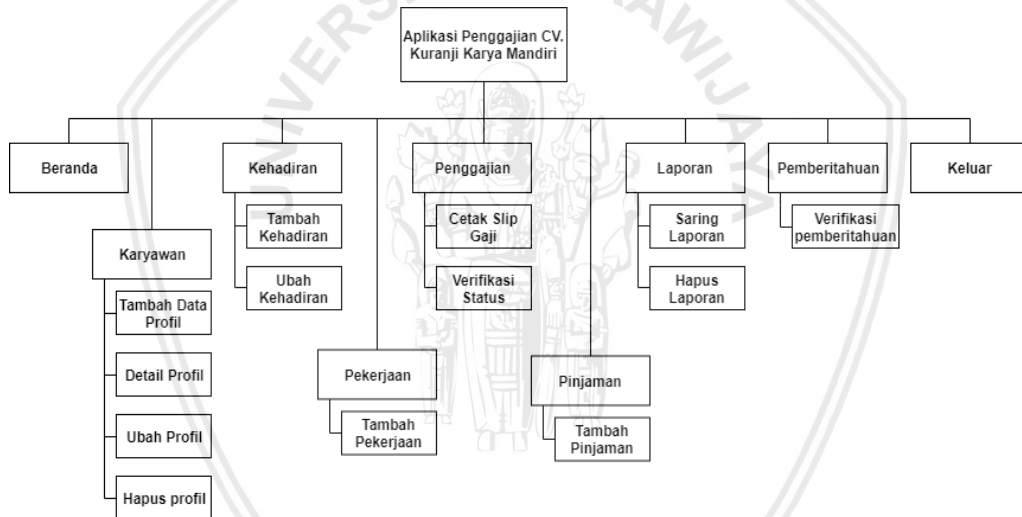 Aplikasi Penggajian CV.
Kuranji Karya Mandiri
Beranda
Kehadiran
Penggajian
Laporan
Pemberitahuan
Keluar
Tambah
Kehadiran
Cetak Slip
Gaji
Saring
Laporan
Verifikasi
pemberitahuan
Karyawan
Ubah
Kehadiran
Verifikasi
Status
Hapus
Laporan
Tambah Data
Profil
Detail Profil
Pekerjaan
Pinjaman
Ubah Profil
Tambah
Pekerjaan
Tambah
Pinjaman
Hapus profil